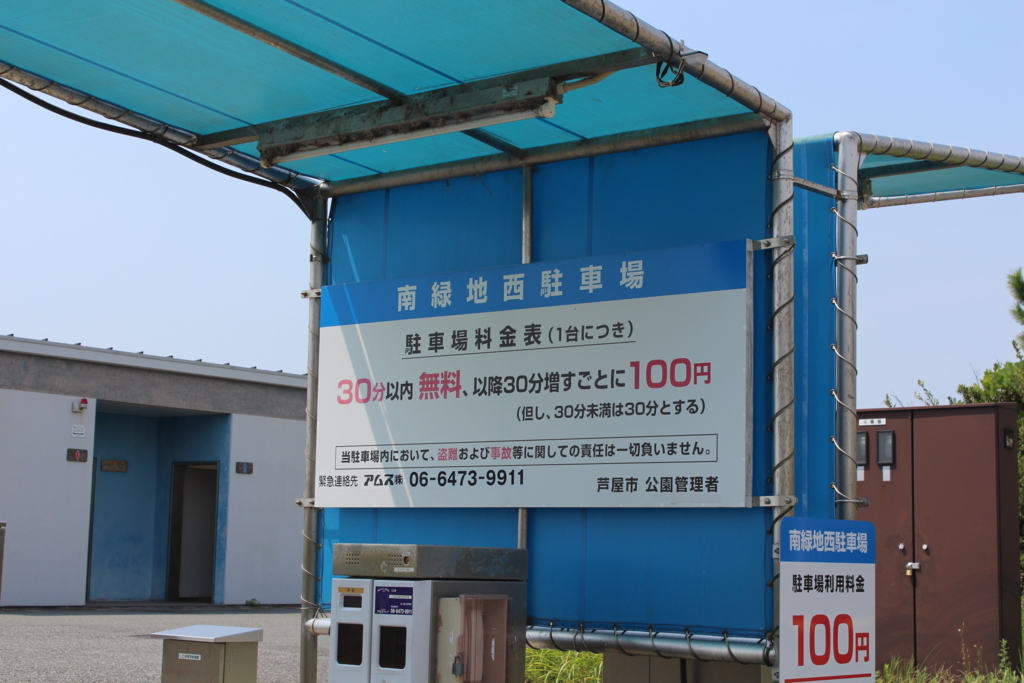 南緑地西駐車場
駐車場料金表(1台につき)
30分以内 無料、以降30分増すごとに100円
(但し、30分未満は30分とする)
当駐車場内において、盗難および事故等に関しての責任は一切負いません。
緊急連絡先 アムス㈱ 06-6473-9911
芦屋市 公園管理者
南緑地西駐車場
駐車場利用料金
100円
06-6473-9911